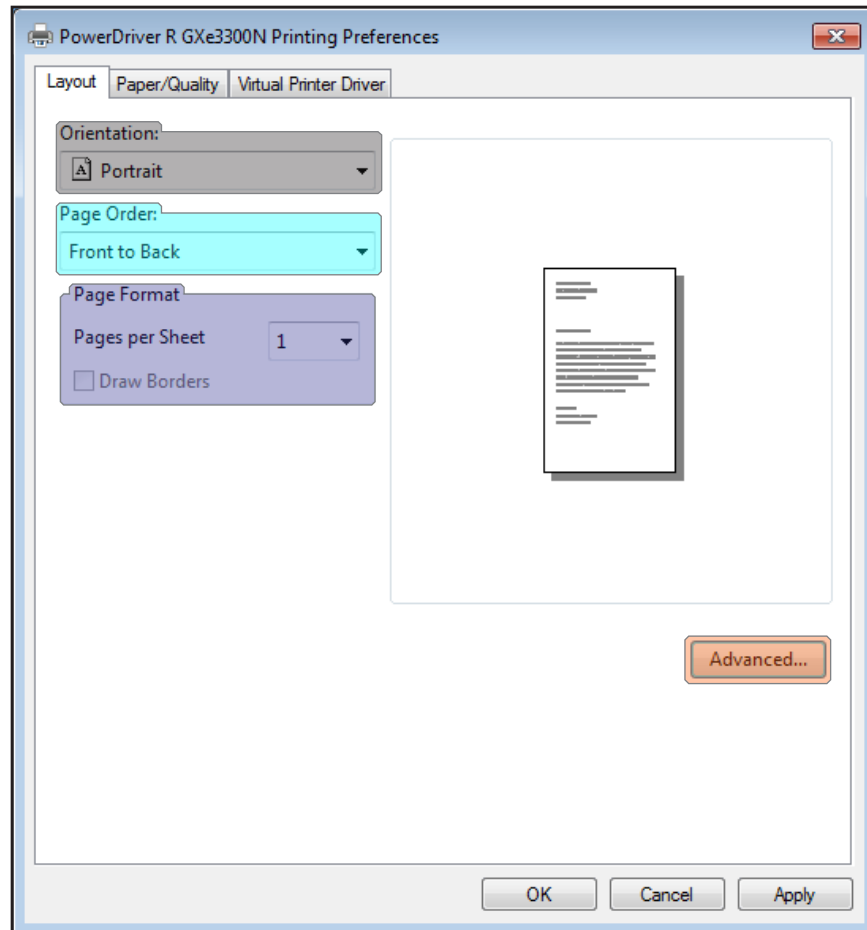 PowerDriver R GXe3300N Printing Preferences
Layout Paper/Quality Virtual Printer Driver
Orientation:
A Portrait
Page Order:
Front to Back
Page Format
Pages per Sheet 1
Draw Borders
Advanced...
OK Cancel Apply